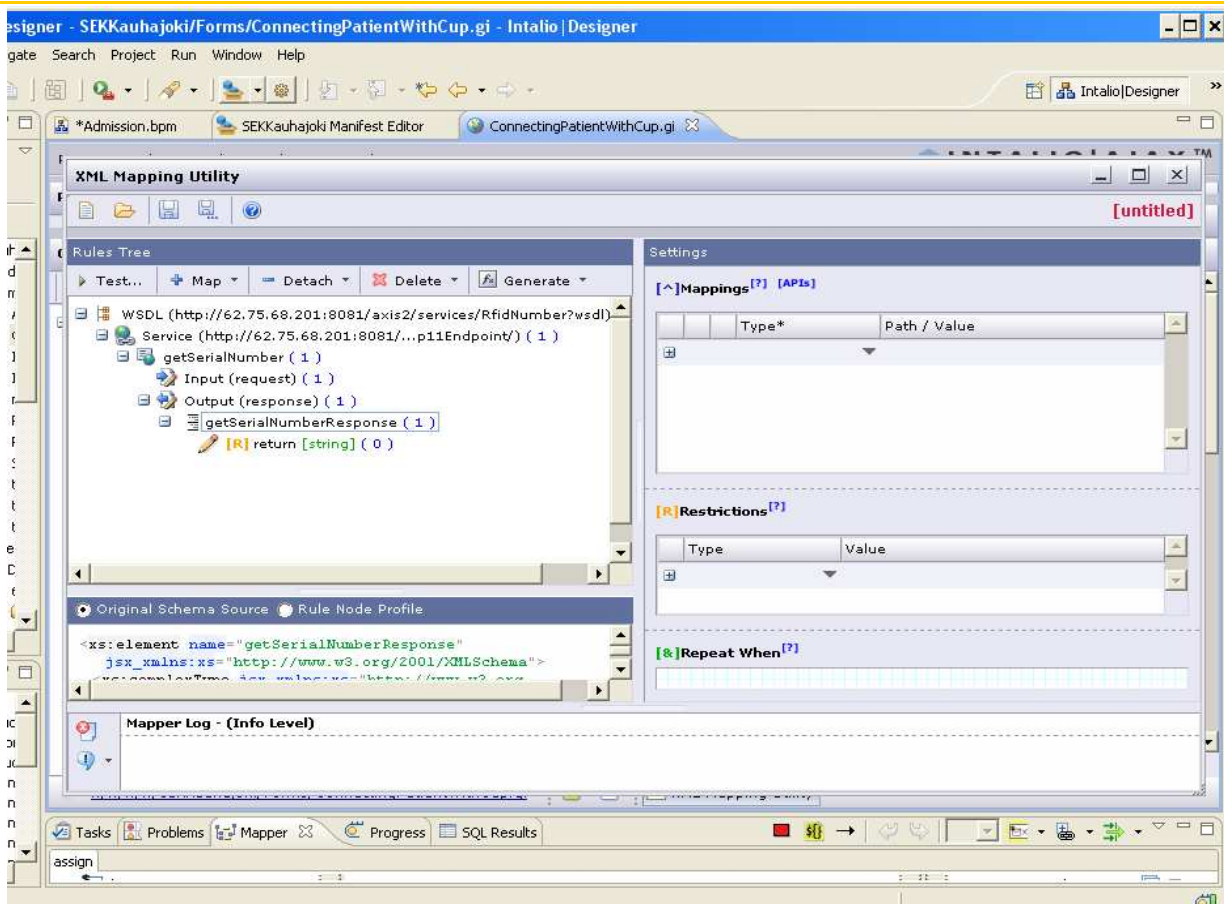 esigner - SEKKauhajoki/Forms/ConnectingPatientWithCup.gi - Intalio|Designer
gate Search Project Run Window Help
Intalio|Designer
*Admission.bpm SEKKauhajoki Manifest Editor ConnectingPatientWithCup.gi
XML Mapping Utility
[untitled]
Rules Tree
Test... Map Detach Delete Generate
WSDL (http://62.75.68.201:8081/axis2/services/RfidNumber?wsdl)
Service (http://62.75.68.201:8081/...p11Endpoint/) ( 1 )
getSerialNumber ( 1 )
Input (request) ( 1 )
Output (response) ( 1 )
getSerialNumberResponse ( 1 )
[R] return [string] ( 0 )
Original Schema Source Rule Node Profile
<xs:element name="getSerialNumberResponse"
jsx_xmlns:xs="http://www.w3.org/2001/XMLSchema">
Settings
[^]Mappings[?] [APIs]
Type* Path / Value
[R]Restrictions[?]
Type Value
[&]Repeat When[?]
Mapper Log - (Info Level)
Tasks Problems Mapper Progress SQL Results
assign